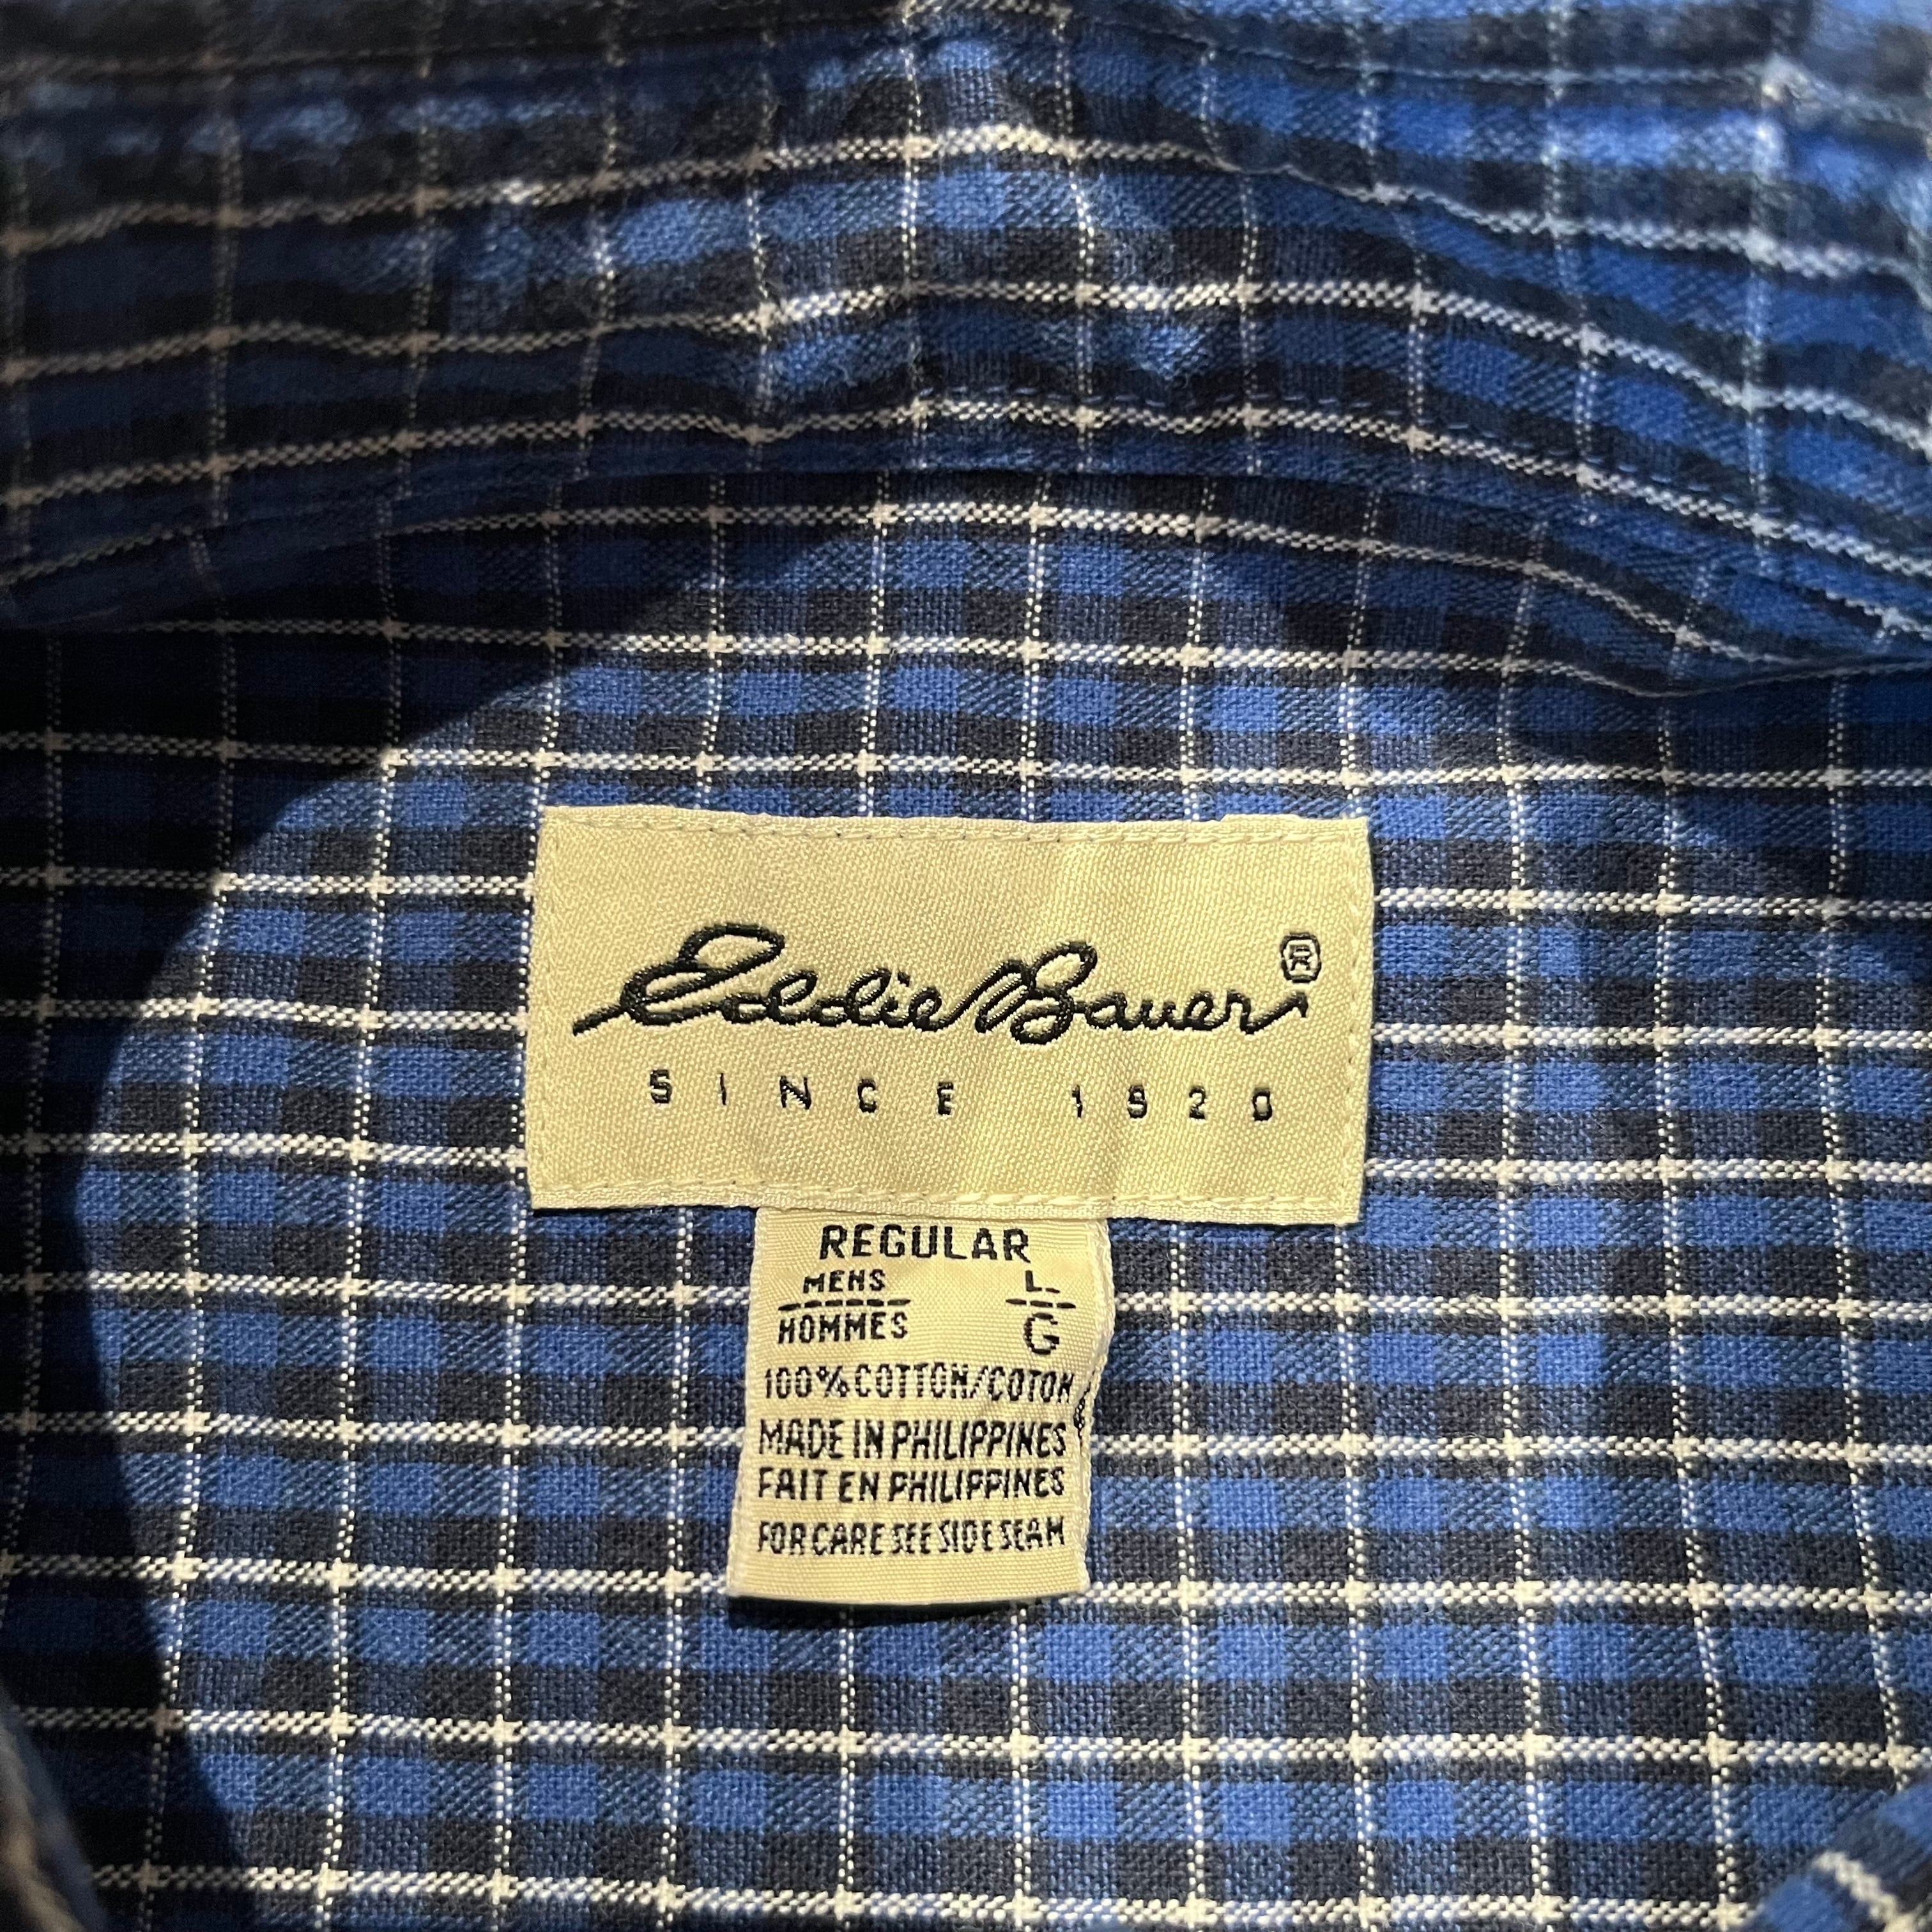 Eddie Bauer®
SINCE 1920
REGULAR
MENS L
HOMMES G
100% COTTON/COTON
MADE IN PHILIPPINES
FAIT EN PHILIPPINES
FOR CARE SEE SIDE SEAM